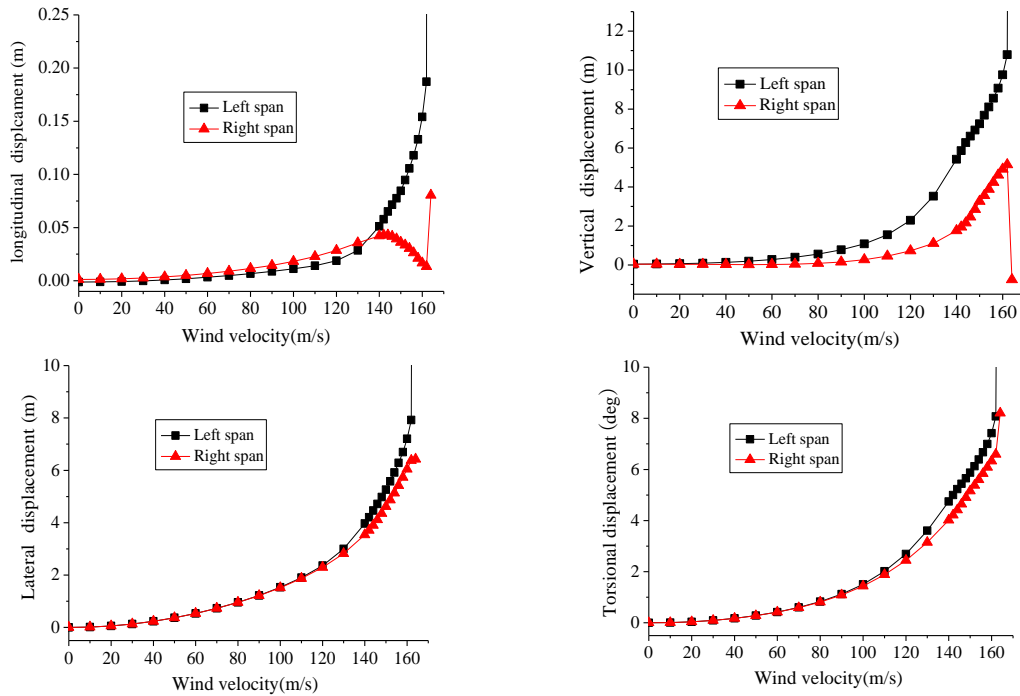 longitudinal displcament (m)
0.25
0.20
0.15
0.10
0.05
0.00
Left span
Right span
0 20 40 60 80 100 120 140 160
Wind velocity(m/s)
Vertical displacement (m)
12
10
8
6
4
2
0
Left span
Right span
0 20 40 60 80 100 120 140 160
Wind velocity(m/s)
Lateral displacement (m)
10
8
6
4
2
0
Left span
Right span
0 20 40 60 80 100 120 140 160
Wind velocity(m/s)
Torsional displacement (deg)
10
8
6
4
2
0
Left span
Right span
0 20 40 60 80 100 120 140 160
Wind velocity(m/s)